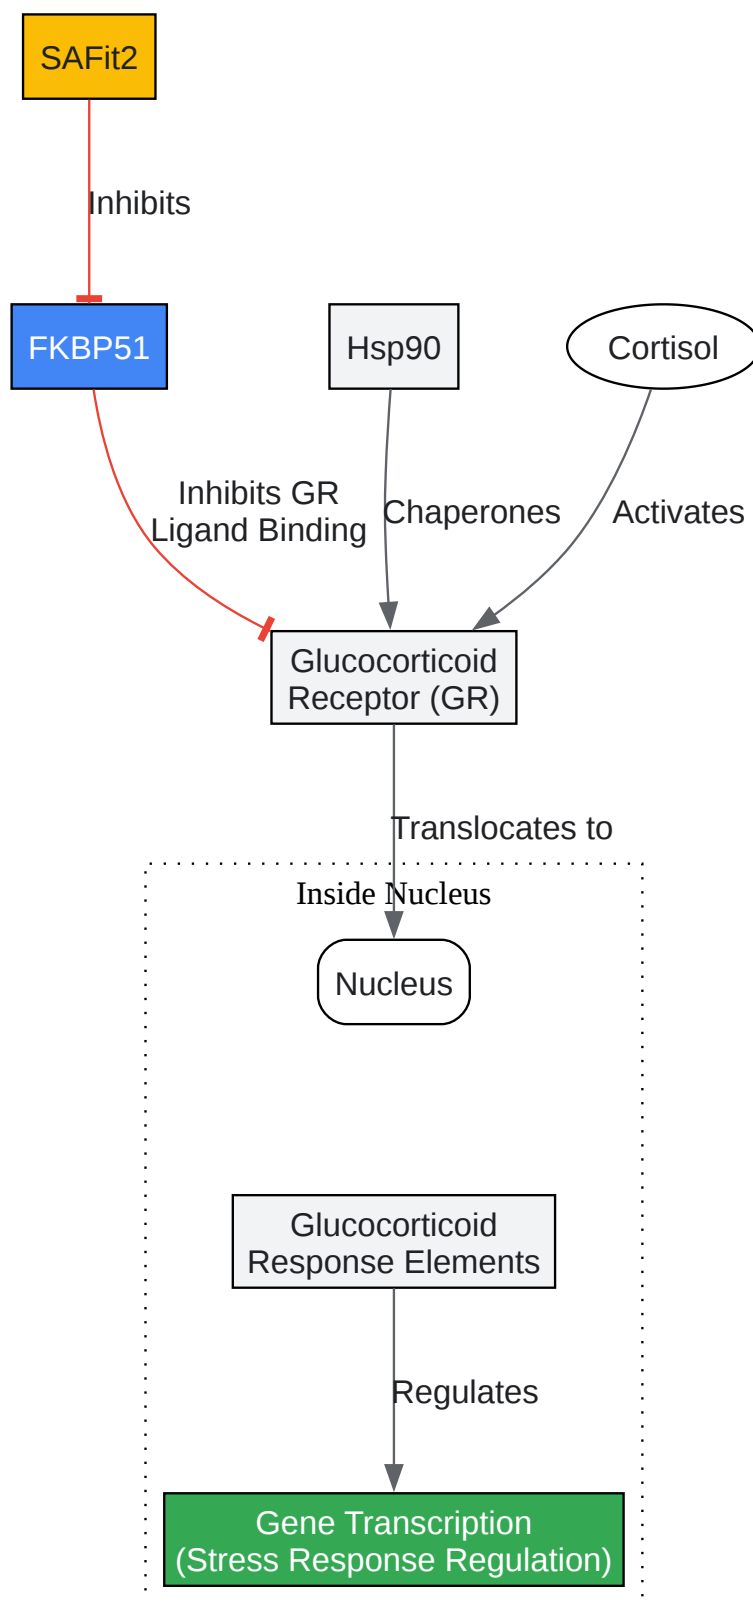 SAFit2
Inhibits
FKBP51
Hsp90
Cortisol
Inhibits GR
Ligand Binding
Chaperones
Activates
Glucocorticoid
Receptor (GR)
Translocates to
Inside Nucleus
Nucleus
Glucocorticoid
Response Elements
Regulates
Gene Transcription
(Stress Response Regulation)